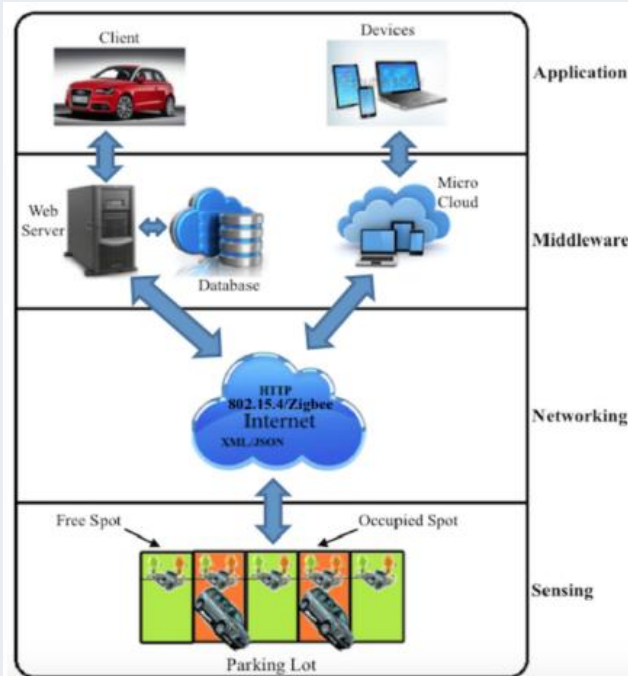 Client
Devices
Application
Web
Server
Database
Micro
Cloud
Middleware
HTTP
802.15.4/Zigbee
Internet
XML/JSON
Networking
Free Spot
Occupied Spot
Sensing
Parking Lot